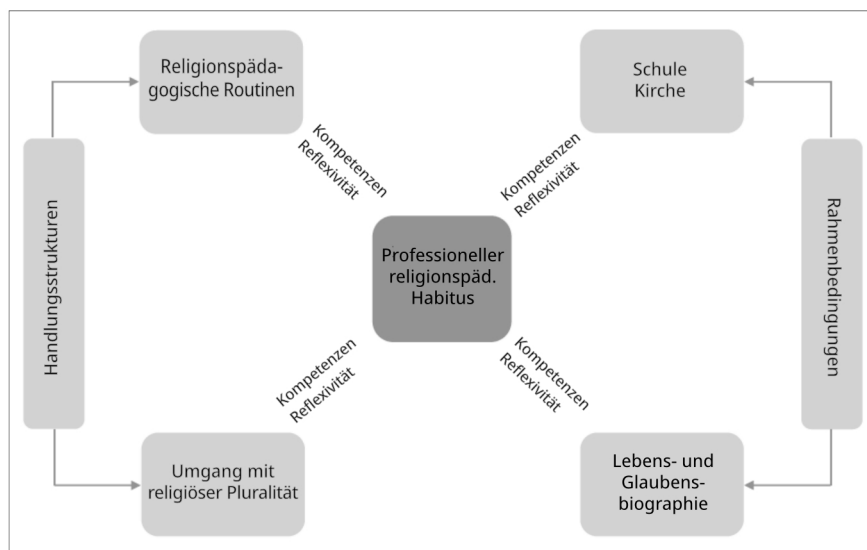 Religionspäda-
gogische Routinen
Schule
Kirche
Kompetenzen
Reflexivität
Kompetenzen
Reflexivität
Handlungsstrukturen
Professioneller
religionspäd.
Habitus
Rahmenbedingungen
Kompetenzen
Reflexivität
Kompetenzen
Reflexivität
Umgang mit
religiöser Pluralität
Lebens- und
Glaubens-
biographie